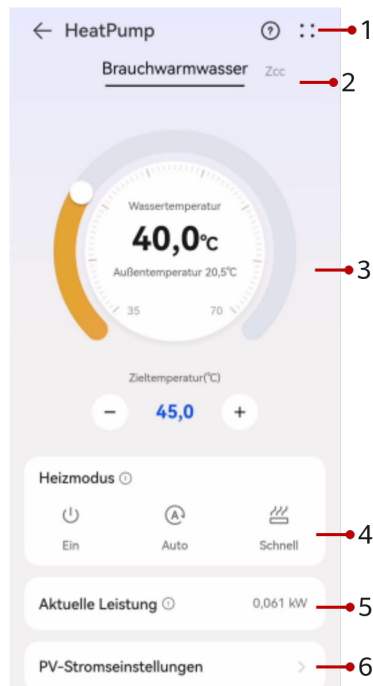 HeatPump
1
Brauchwarmwasser Zcc
2
Wassertemperatur
40,0°C
Außentemperatur 20,5°C
3
35 70
Zieltemperatur(°C)
− 45,0 +
Heizmodus
Ein Auto Schnell
4
Aktuelle Leistung 0,061 kW
5
PV-Stromseinstellungen
6